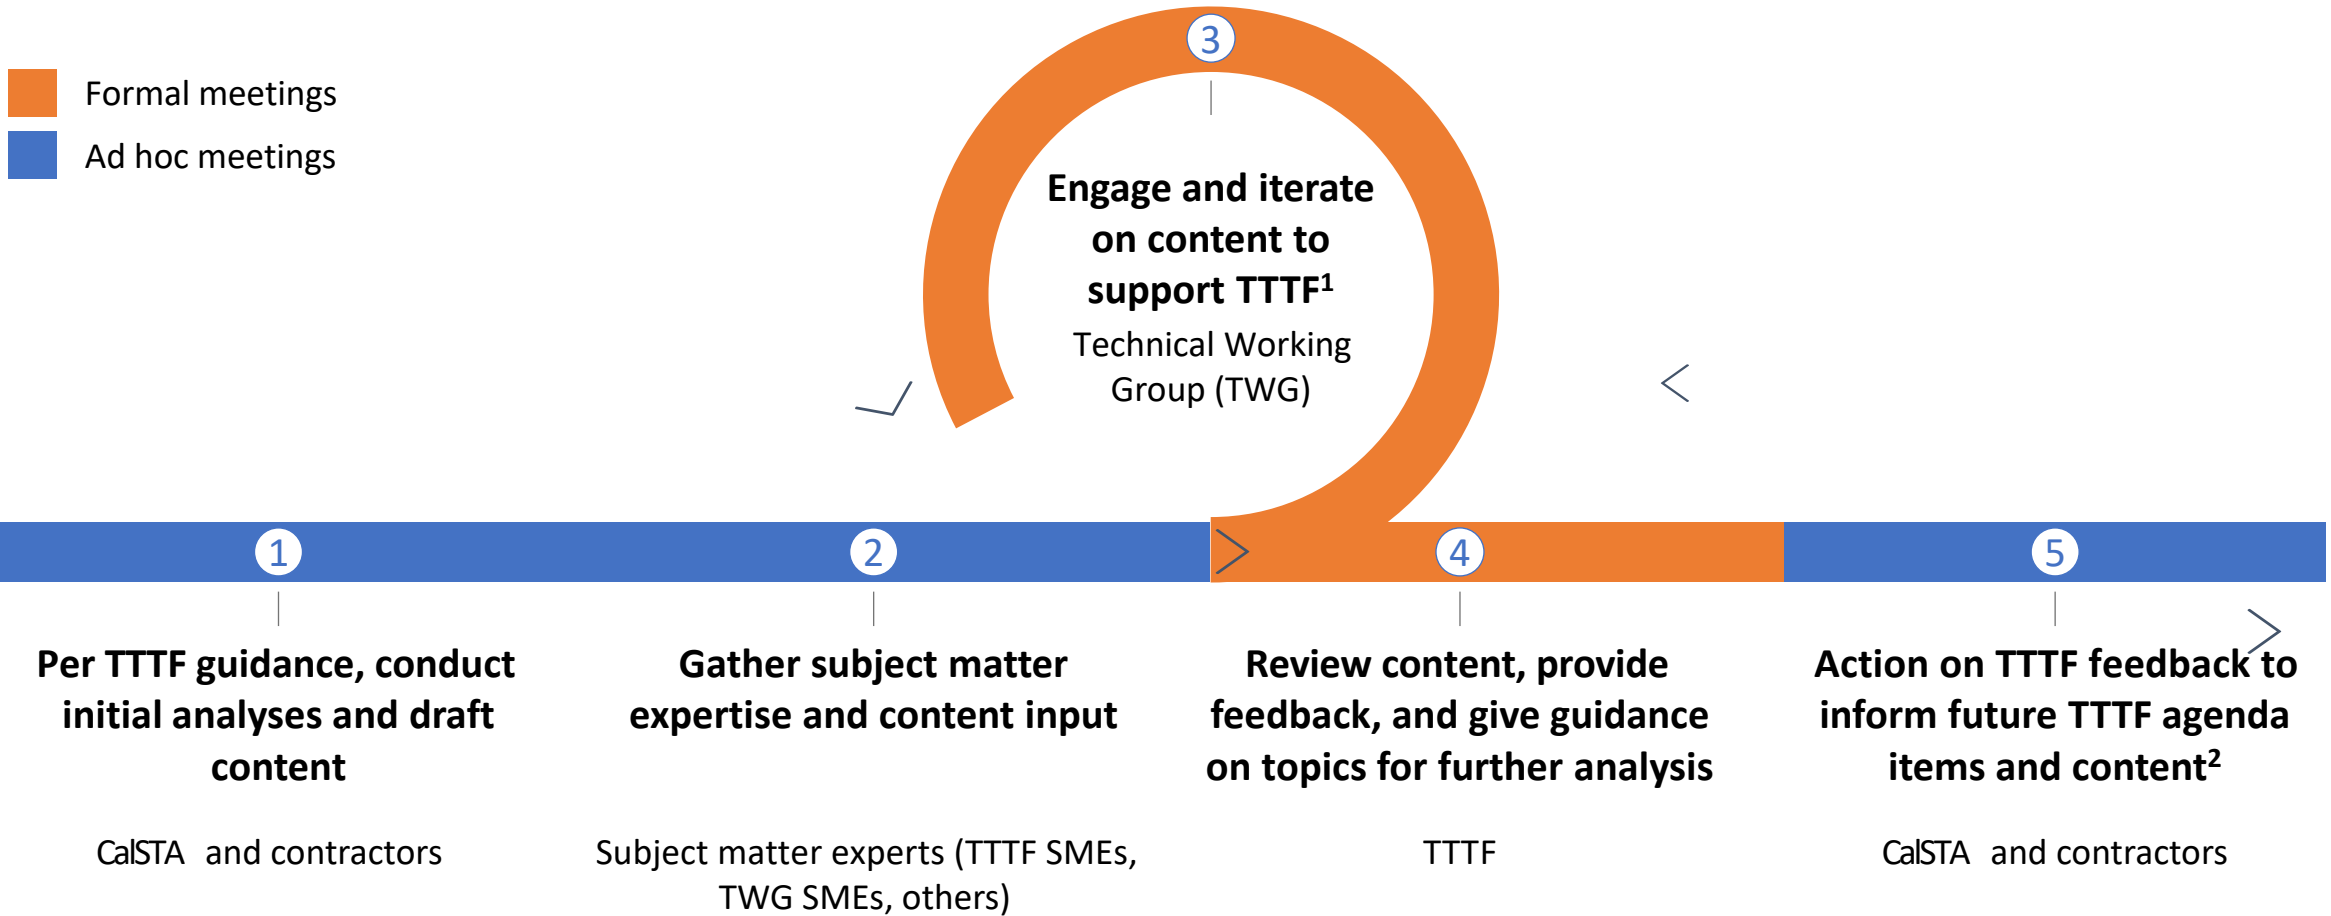 Formal meetings
Ad hoc meetings
3
Engage and iterate
on content to
support TTTF¹
Technical Working
Group (TWG)
1
2
4
5
Per TTTF guidance, conduct
initial analyses and draft
content
CalSTA and contractors
Gather subject matter
expertise and content input
Subject matter experts (TTTF SMEs,
TWG SMEs, others)
Review content, provide
feedback, and give guidance
on topics for further analysis
TTTF
Action on TTTF feedback to
inform future TTTF agenda
items and content²
CalSTA and contractors